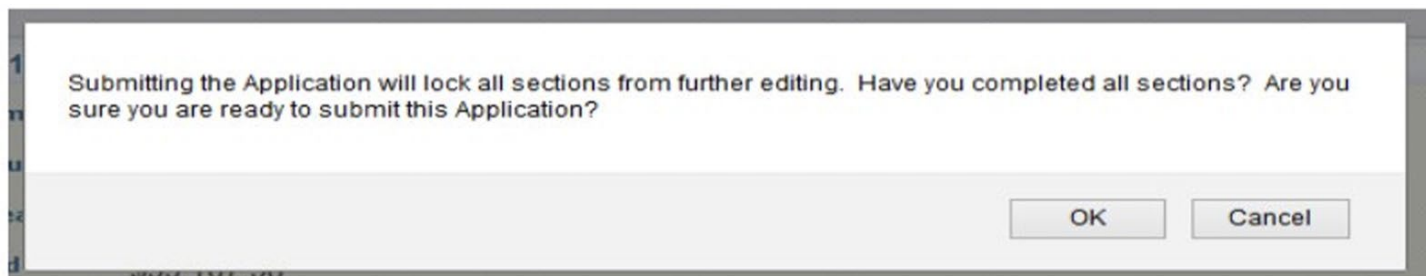 Submitting the Application will lock all sections from further editing.  Have you completed all sections?  Are you
sure you are ready to submit this Application?
OK
Cancel